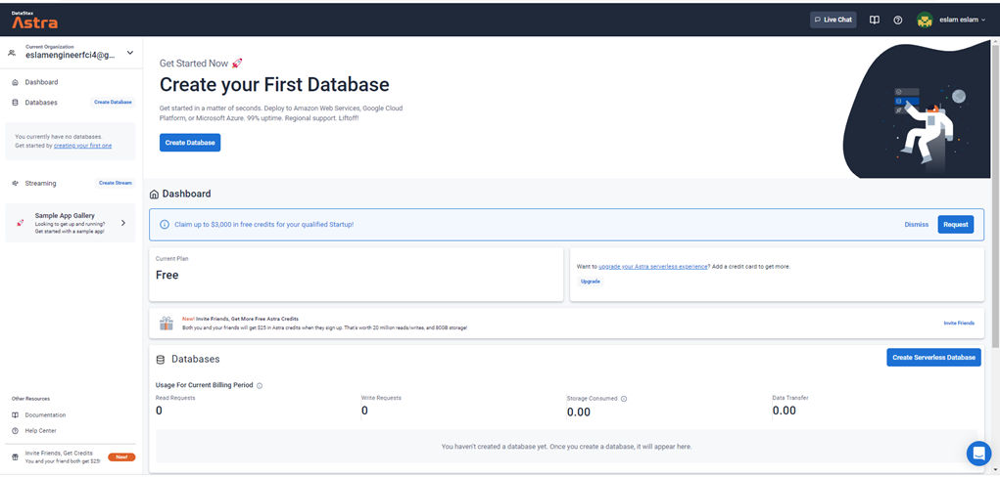 DataStax
Astra
Live Chat
eslam eslam
Current Organization
eslamengineerfci4@g...
Dashboard
Databases
Create Database
You currently have no databases.
Get started by creating your first one
Streaming
Create Stream
Sample App Gallery
Looking to get up and running?
Get started with a sample app!
Other Resources
Documentation
Help Center
Invite Friends, Get Credits
You and your friend both get $25!
New!
Get Started Now
Create your First Database
Get started in a matter of seconds. Deploy to Amazon Web Services, Google Cloud
Platform, or Microsoft Azure. 99% uptime. Regional support. Liftoff!
Create Database
Dashboard
Claim up to $3,000 in free credits for your qualified Startup!
Dismiss
Request
Current Plan
Free
Want to upgrade your Astra serverless experience? Add a credit card to get more.
Upgrade
New! Invite Friends, Get More Free Astra Credits
Both you and your friends will get $25 in Astra credits when they sign up. That's worth 20 million reads/writes, and 80GB storage!
Invite Friends
Databases
Create Serverless Database
Usage For Current Billing Period
Read Requests
0
Write Requests
0
Storage Consumed
0.00
Data Transfer
0.00
You haven't created a database yet. Once you create a database, it will appear here.